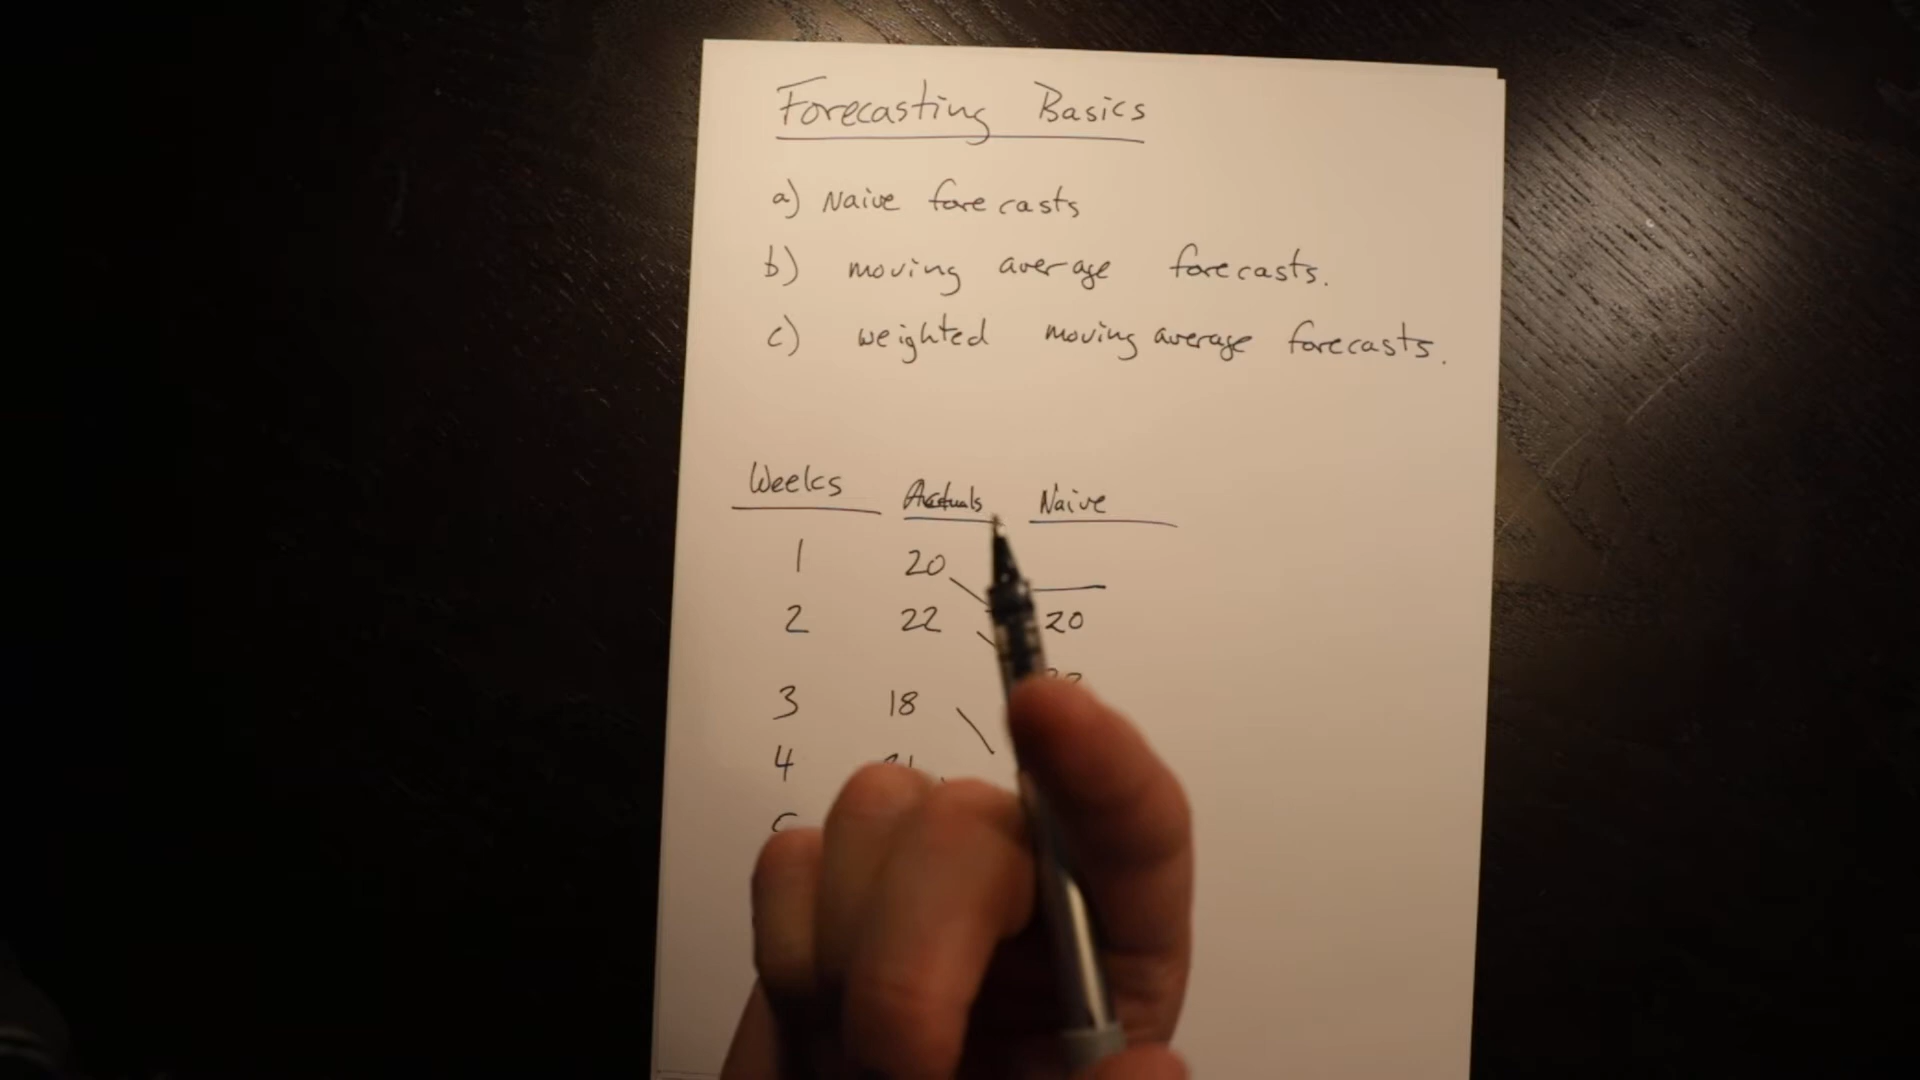 Forecasting Basics
a) Naive forecasts
b) moving average forecasts.
c) weighted moving average forecasts.
Weeks Actuals Naive
1 20
2 22 20
3 18
4